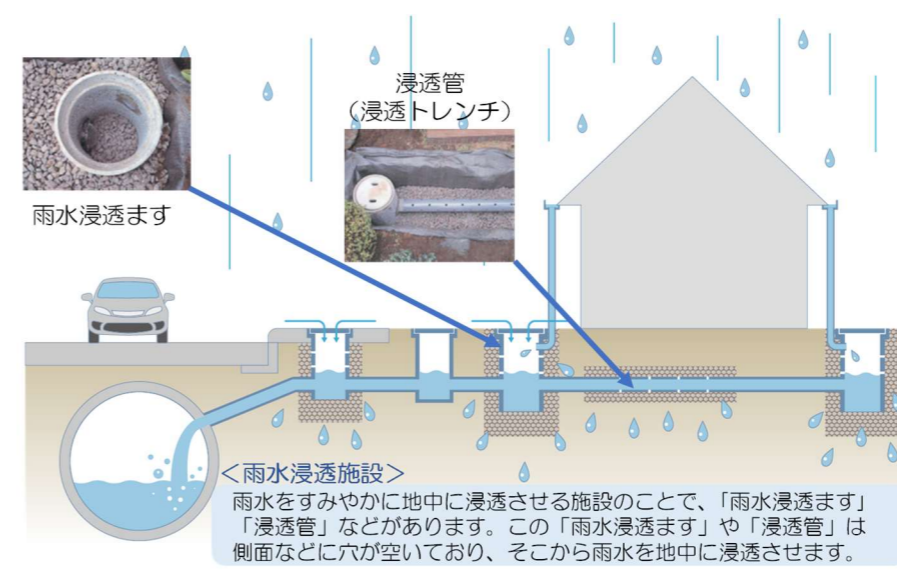 浸透管
（浸透トレンチ）
雨水浸透ます
＜雨水浸透施設＞
雨水をすみやかに地中に浸透させる施設のことで、「雨水浸透ます」
「浸透管」などがあります。この「雨水浸透ます」や「浸透管」は
側面などに穴が空いており、そこから雨水を地中に浸透させます。